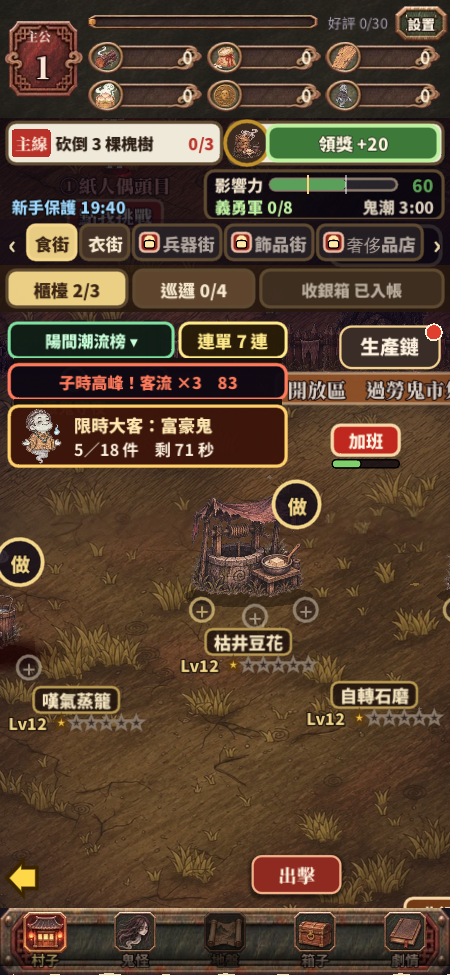 主公
1
好評 0/30
設置
0
0
0
0
0
0
主線 砍倒 3 棵槐樹 0/3
領獎 +20
紙人偶頭目
挑戰
影響力 60
新手保護 19:40
義勇軍 0/8
鬼潮 3:00
‹
食街
衣街
兵器街
飾品街
奢侈品店
›
櫃檯 2/3
巡邏 0/4
收銀箱 已入帳
陽間潮流榜 ▾
連單 7 連
生產鏈
子時高峰！客流 ×3 83
開放區 過勞鬼市
限時大客：富豪鬼
5／18 件 剩 71 秒
加班
做
做
枯井豆花
Lv12
嘆氣蒸籠
Lv12
自轉石磨
Lv12
出擊
村子
鬼怪
地盤
箱子
劇情